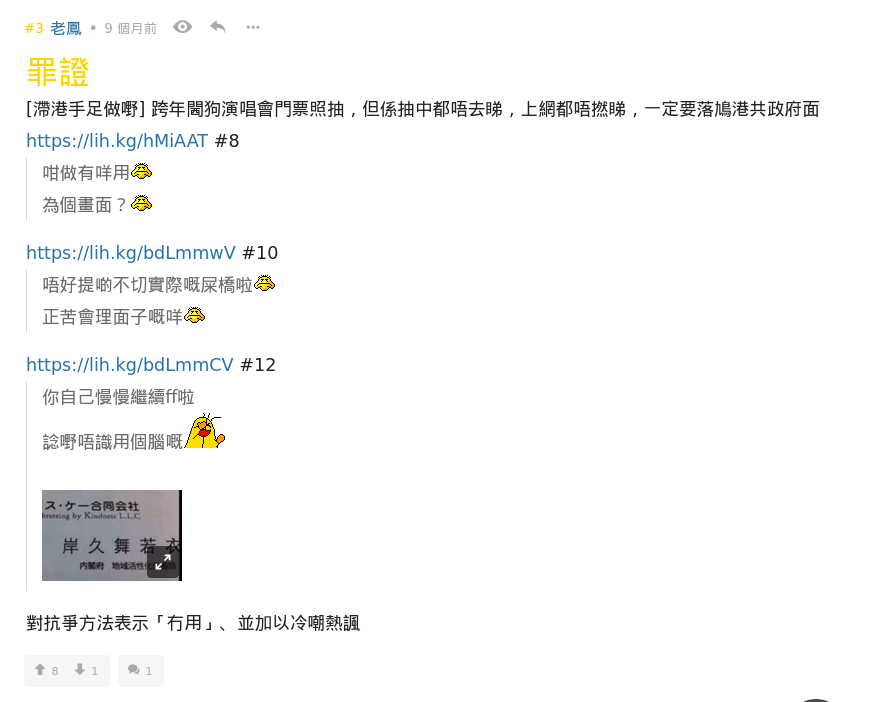 #3 老鳳 • 9 個月前
罪證
[滯港手足做嘢] 跨年閪狗演唱會門票照抽，但係抽中都唔去睇，上網都唔撚睇，一定要落鳩港共政府面
https://lih.kg/hMiAAT #8
咁做有咩用
為個畫面？
https://lih.kg/bdLmmwV #10
唔好提啲不切實際嘅屎橋啦
正苦會理面子嘅咩
https://lih.kg/bdLmmCV #12
你自己慢慢繼續ff啦
諗嘢唔識用個腦嘅
ス・ケー合同会社
by Kindness L.L.C
岸久舞若衣
内閣府 地域活性化
對抗爭方法表示「冇用」、並加以冷嘲熱諷
8 1 1